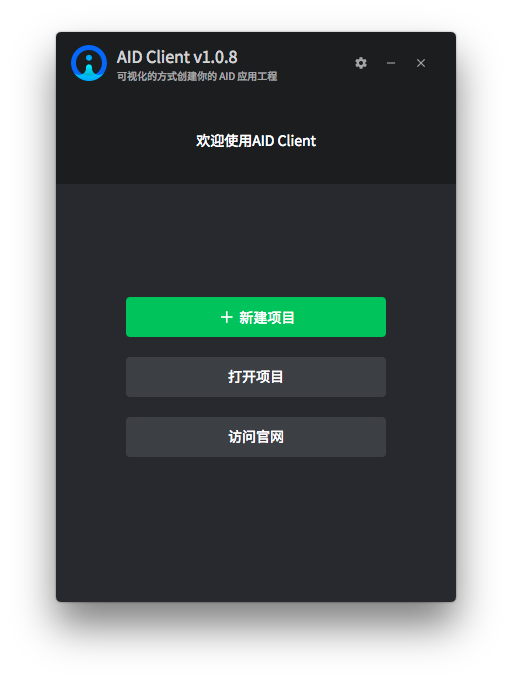 AID Client v1.0.8
可视化的方式创建你的 AID 应用工程
欢迎使用AID Client
新建项目
打开项目
访问官网